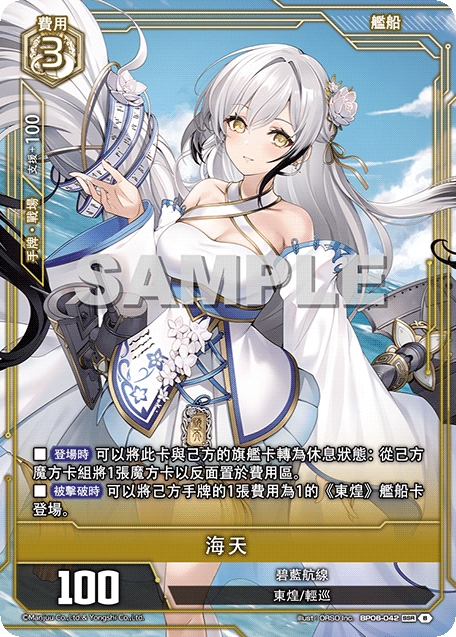 費用
3
艦船
手牌・戰場
支援+100
SAMPLE
■ 登場時 可以將此卡與己方的旗艦卡轉為休息狀態：從己方
魔方卡組將1張魔方卡以反面置於費用區。
■ 被擊破時 可以將己方手牌的1張費用為1的《東煌》艦船卡
登場。
海天
100
碧藍航線
東煌/輕巡
©Manjuu Co.,Ltd.& Yongshi Co.,Ltd.
illust：ORSO Inc.
BP06-042 SSR